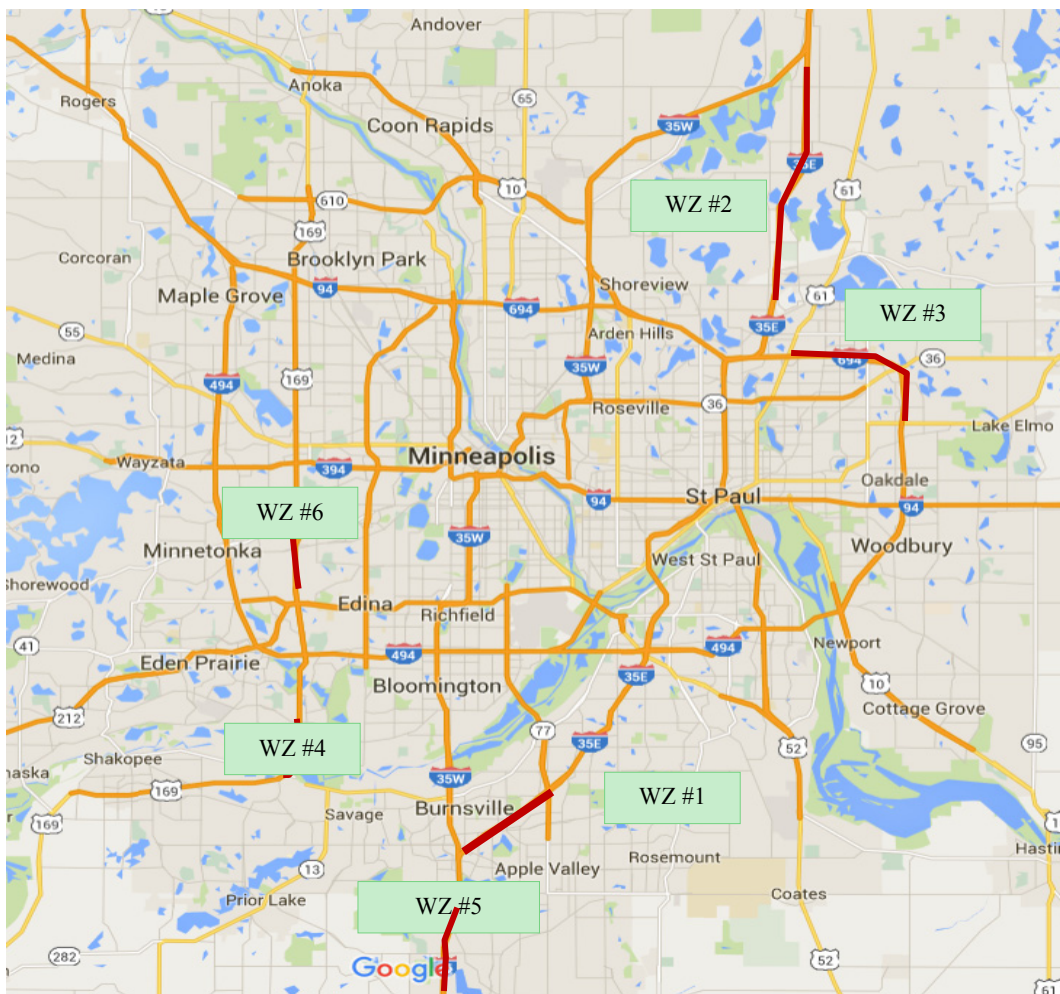 Andover
Rogers
Anoka
65
Coon Rapids
35W
35E
10
61
WZ #2
610
169
Corcoran
Brooklyn Park
94
Maple Grove
Shoreview
61
694
WZ #3
55
35E
Arden Hills
Medina
694
36
35W
169
494
Roseville
36
Lake Elmo
12
Minneapolis
Wayzata
394
Oakdale
St Paul
94
94
WZ #6
35W
Woodbury
Minnetonka
West St Paul
Shorewood
Edina
Richfield
41
494
494
Newport
Eden Prairie
35E
10
Bloomington
212
Cottage Grove
77
WZ #4
35E
52
95
Shakopee
35W
169
WZ #1
Burnsville
Savage
169
Rosemount
13
Apple Valley
Coates
Prior Lake
WZ #5
282
Google
52
61